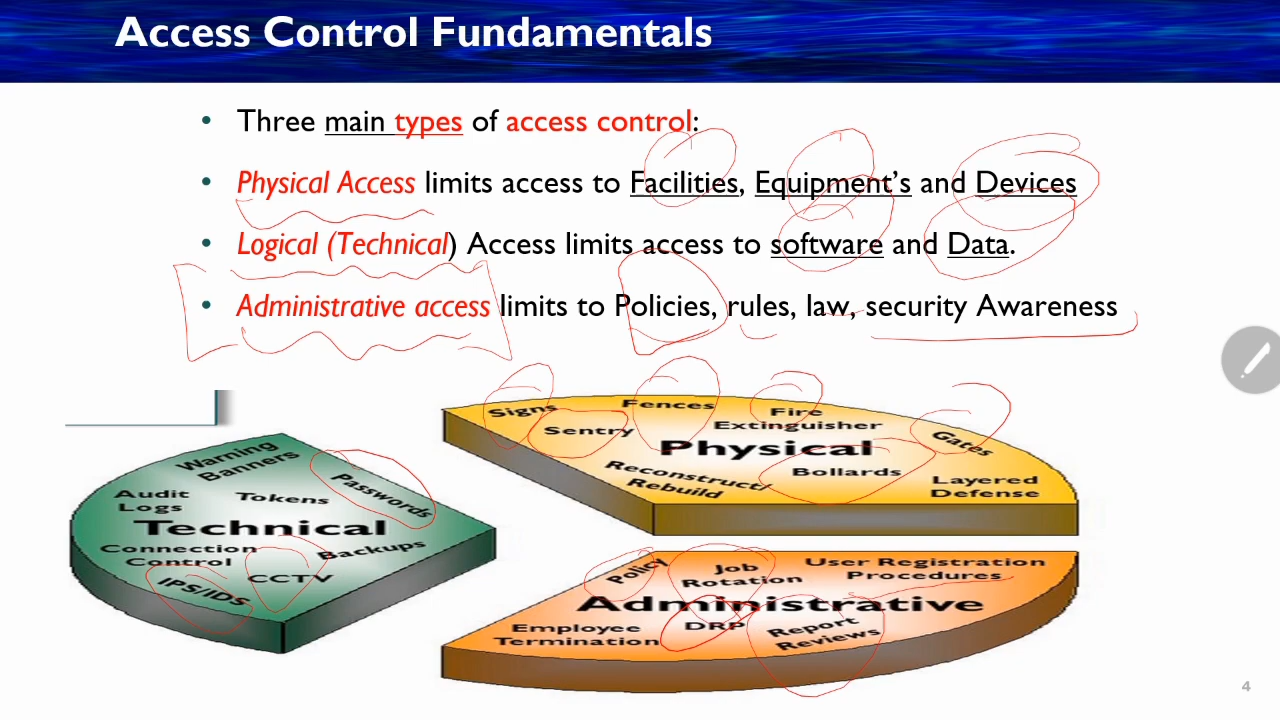 Access Control Fundamentals
• Three main types of access control:
• Physical Access limits access to Facilities, Equipment’s and Devices
• Logical (Technical) Access limits access to software and Data.
• Administrative access limits to Policies, rules, law, security Awareness
Signs
Fences
Fire
Extinguisher
Sentry
Gates
Physical
Reconstruct/
Rebuild
Bollards
Layered
Defense
Warning
Banners
Passwords
Audit
Logs
Tokens
Technical
Connection
Control
Backups
CCTV
IPS/IDS
Policy
Job
Rotation
User Registration
Procedures
Administrative
Employee
Termination
DRP
Report
Reviews
4